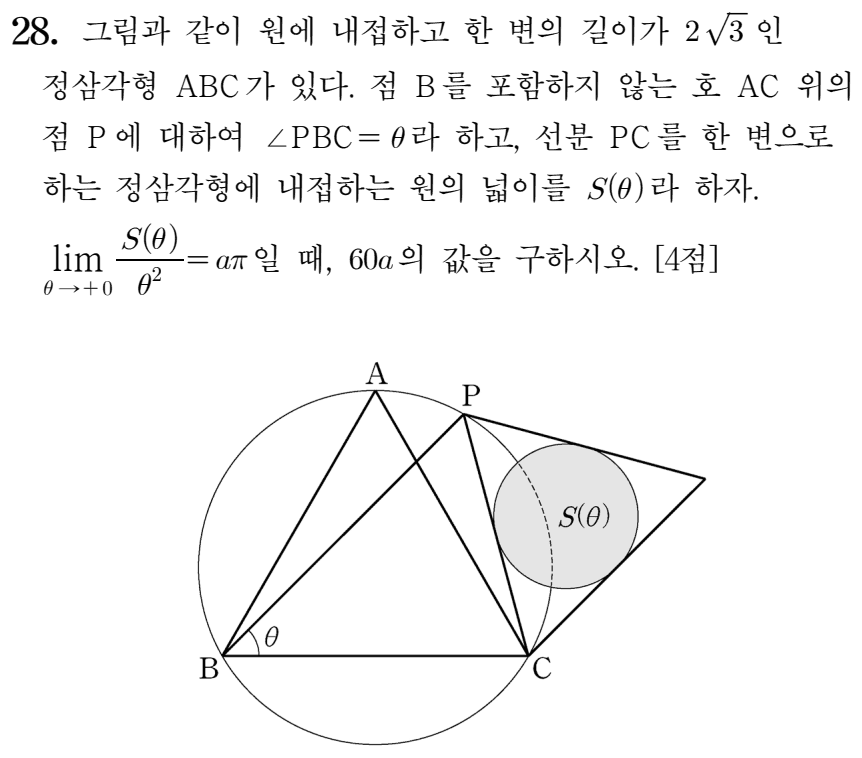 28. 그림과 같이 원에 내접하고 한 변의 길이가 2√3 인
정삼각형 ABC가 있다. 점 B를 포함하지 않는 호 AC 위의
점 P에 대하여 ∠PBC = θ라 하고, 선분 PC를 한 변으로
하는 정삼각형에 내접하는 원의 넓이를 S(θ)라 하자.
lim_{θ→+0} S(θ)/θ² = aπ일 때, 60a의 값을 구하시오. [4점]
A
P
S(θ)
θ
B
C